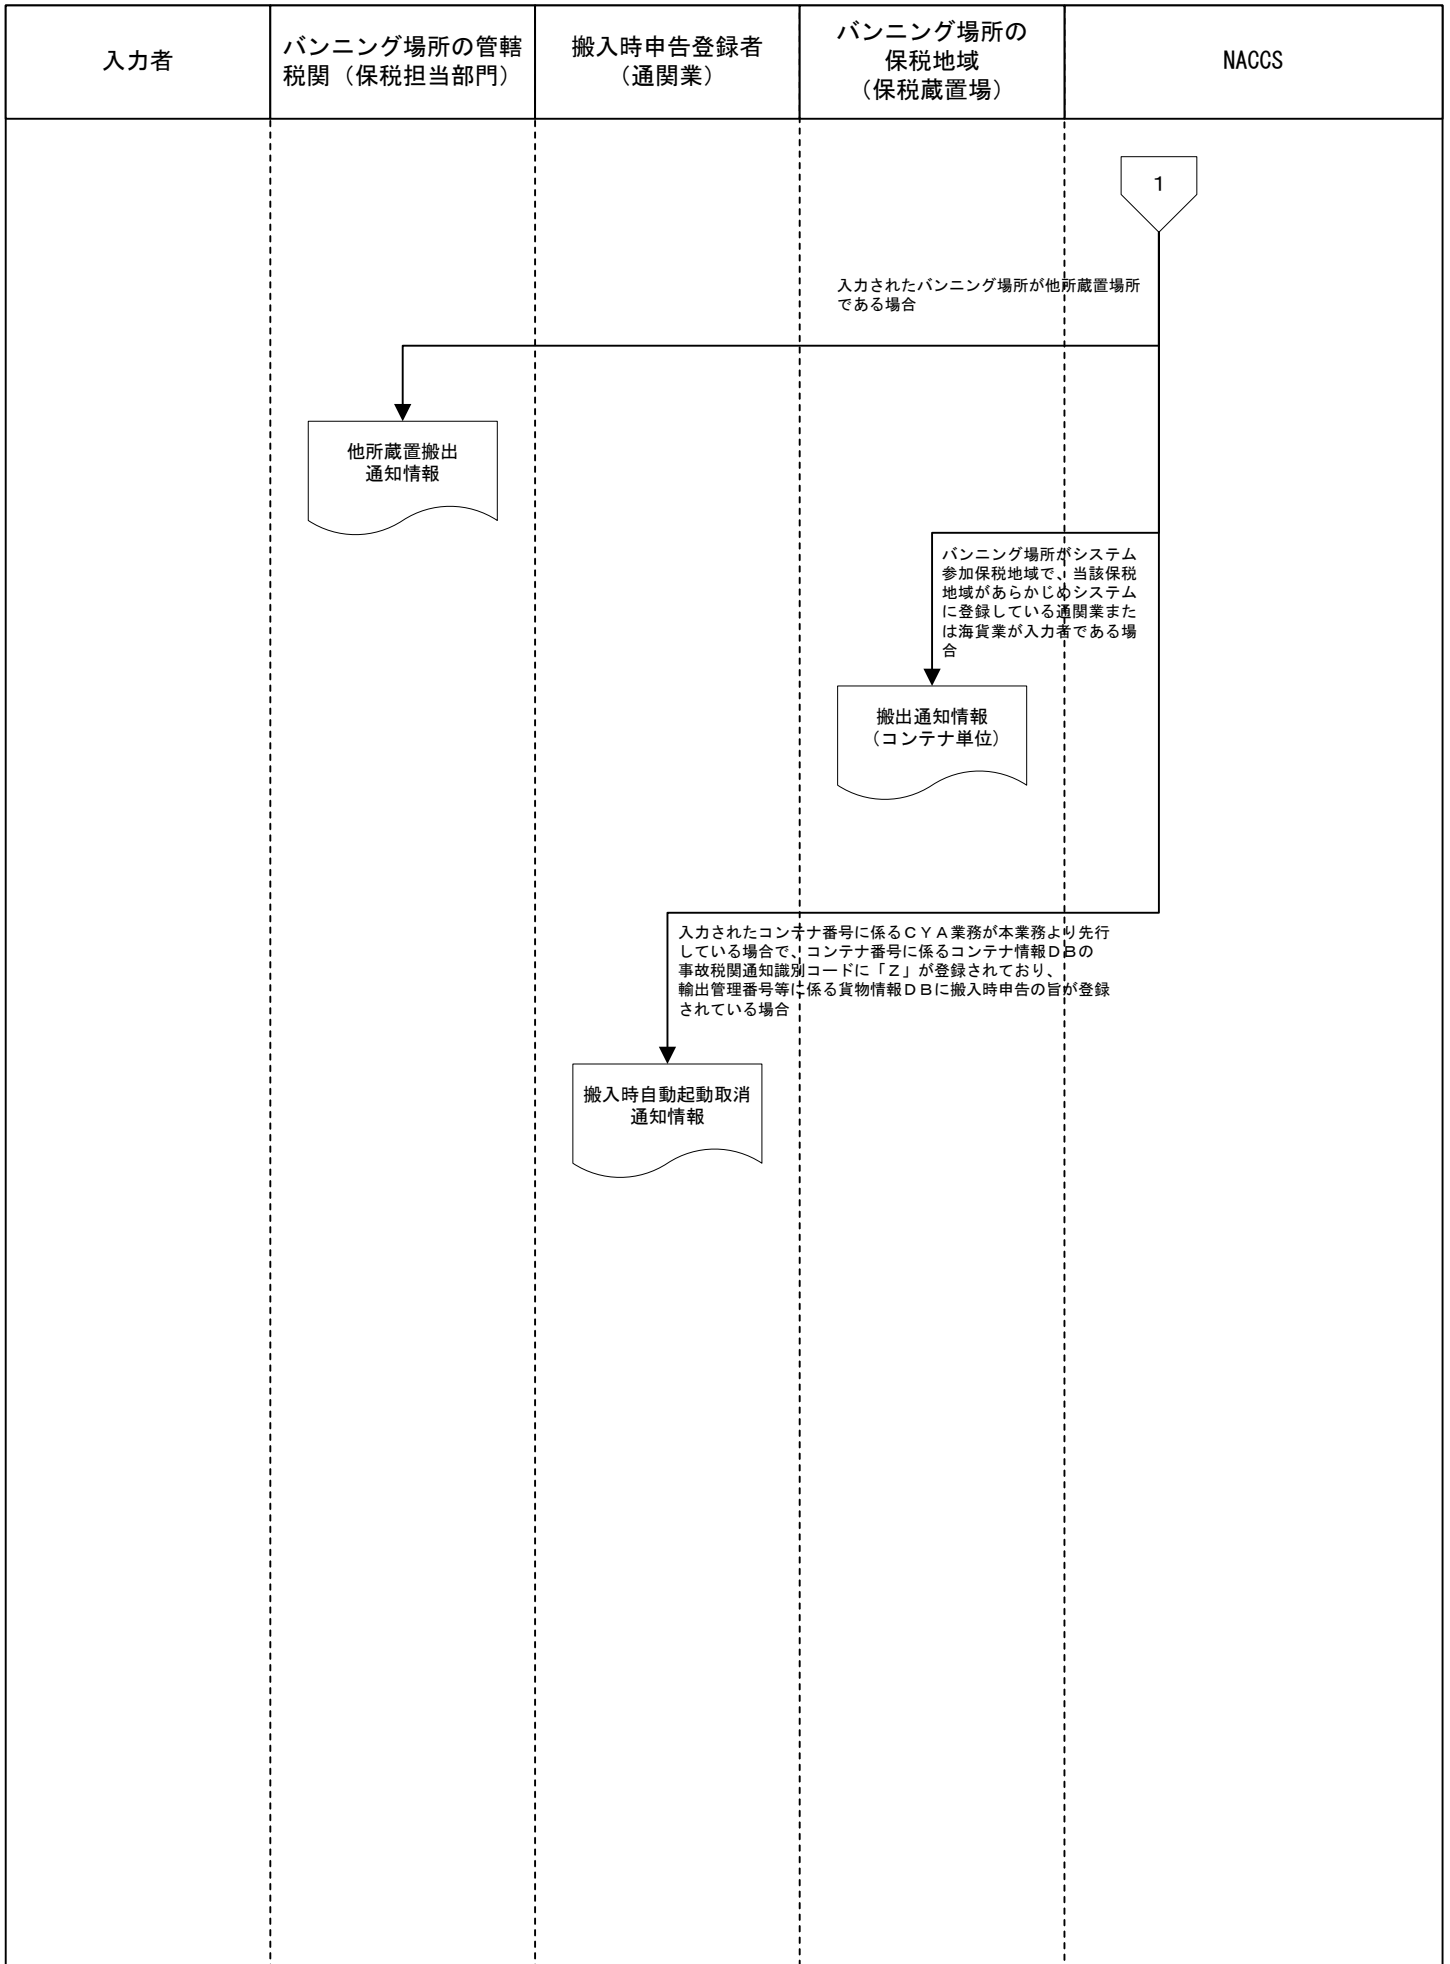 入力者
バンニング場所の管轄
税関（保税担当部門）
搬入時申告登録者
（通関業）
バンニング場所の
保税地域
（保税蔵置場）
NACCS
1
入力されたバンニング場所が他所蔵置場所
である場合
他所蔵置搬出
通知情報
バンニング場所がシステム
参加保税地域で、当該保税
地域があらかじめシステム
に登録している通関業また
は海貨業が入力者である場
合
搬出通知情報
（コンテナ単位）
入力されたコンテナ番号に係るＣＹＡ業務が本業務より先行
している場合で、コンテナ番号に係るコンテナ情報ＤＢの
事故税関通知識別コードに「Ｚ」が登録されており、
輸出管理番号等に係る貨物情報ＤＢに搬入時申告の旨が登録
されている場合
搬入時自動起動取消
通知情報